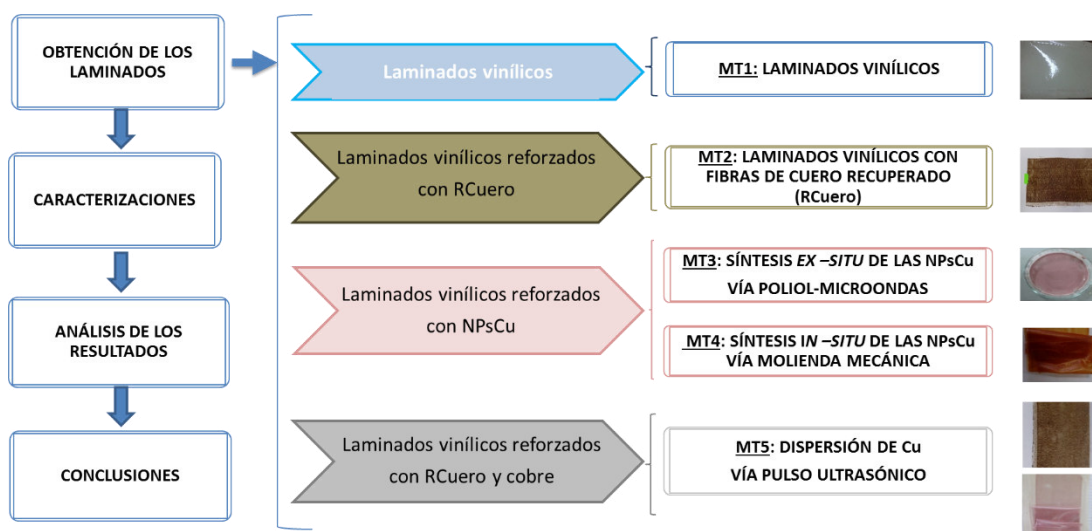 OBTENCIÓN DE LOS
LAMINADOS
CARACTERIZACIONES
ANÁLISIS DE LOS
RESULTADOS
CONCLUSIONES
Laminados vinílicos
MT1: LAMINADOS VINÍLICOS
Laminados vinílicos reforzados
con RCuero
MT2: LAMINADOS VINÍLICOS CON
FIBRAS DE CUERO RECUPERADO
(RCuero)
Laminados vinílicos reforzados
con NPsCu
MT3: SÍNTESIS EX –SITU DE LAS NPsCu
VÍA POLIOL-MICROONDAS
MT4: SÍNTESIS IN –SITU DE LAS NPsCu
VÍA MOLIENDA MECÁNICA
Laminados vinílicos reforzados
con RCuero y cobre
MT5: DISPERSIÓN DE Cu
VÍA PULSO ULTRASÓNICO